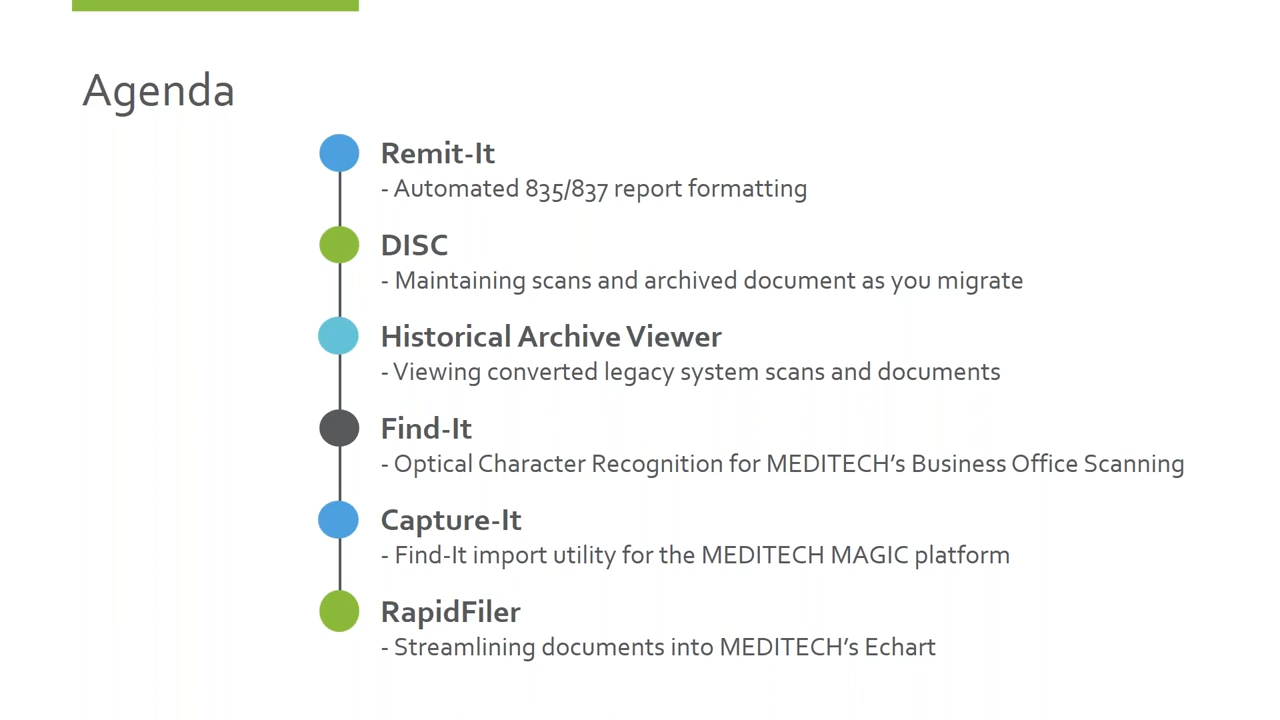 Agenda
Remit-It
- Automated 835/837 report formatting
DISC
- Maintaining scans and archived document as you migrate
Historical Archive Viewer
- Viewing converted legacy system scans and documents
Find-It
- Optical Character Recognition for MEDITECH’s Business Office Scanning
Capture-It
- Find-It import utility for the MEDITECH MAGIC platform
RapidFiler
- Streamlining documents into MEDITECH’s Echart